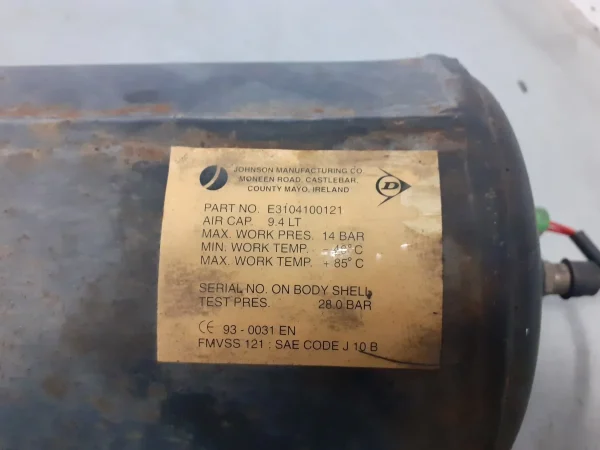 JOHNSON MANUFACTURING CO.
MONEEN ROAD, CASTLEBAR,
COUNTY MAYO, IRELAND
D
PART NO. E3104100121
AIR CAP. 9.4 LT
MAX. WORK PRES. 14 BAR
MIN. WORK TEMP. ° C
MAX. WORK TEMP. + 85° C
SERIAL NO. ON BODY SHELL
TEST PRES. 28.0 BAR
CE 93 - 0031 EN
FMVSS 121 : SAE CODE J 10 B